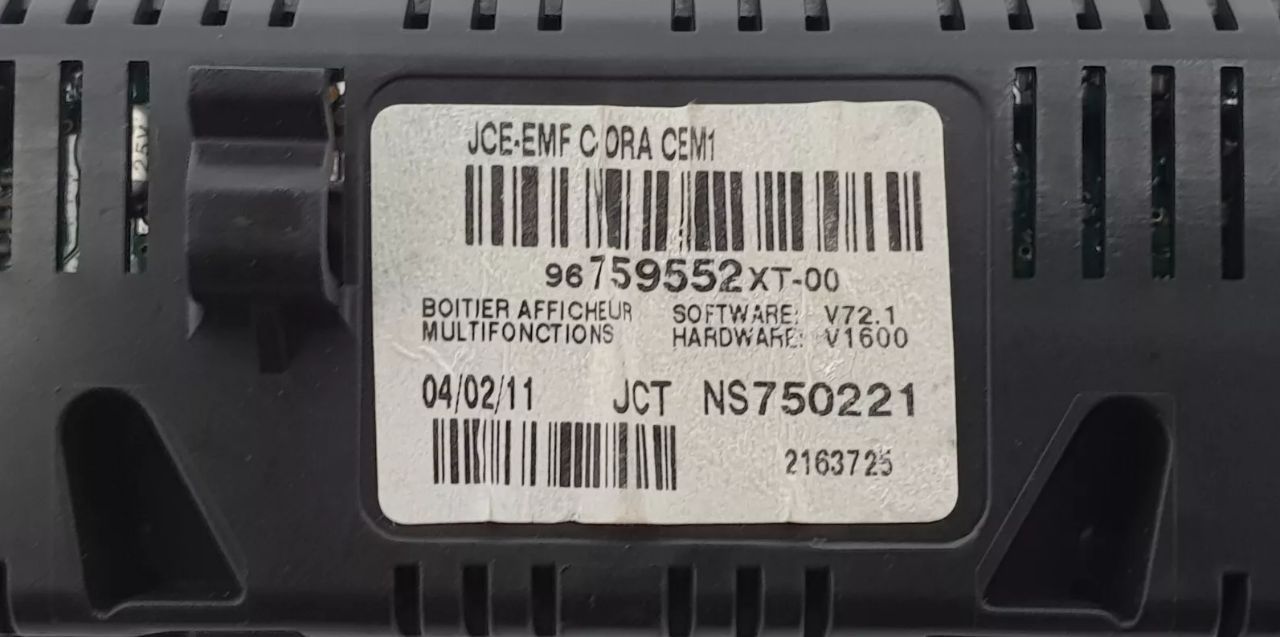 JCE-EMF C ORA CEM1
96759552XT-00
BOITIER AFFICHEUR SOFTWARE: V72.1
MULTIFONCTIONS HARDWARE: V1600
04/02/11 JCT NS750221
2163725
25V